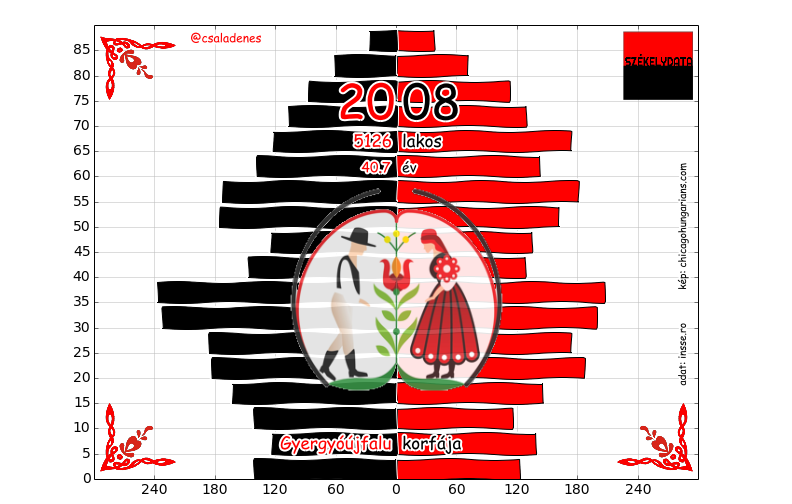 @csaladenes
SZÉKELYDATA
2008
5126 lakos
40.7 év
kép: chicagohungarians.com
adat: insse.ro
Gyergyóújfalu korfája
85
80
75
70
65
60
55
50
45
40
35
30
25
20
15
10
5
0
240 180 120 60 0 60 120 180 240